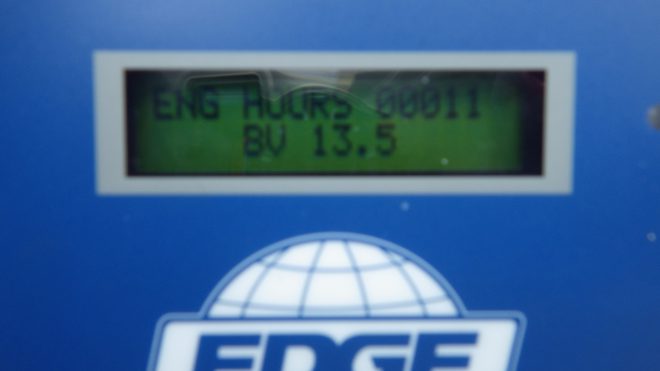 ENG HOURS 00011
BV 13.5
EDGE